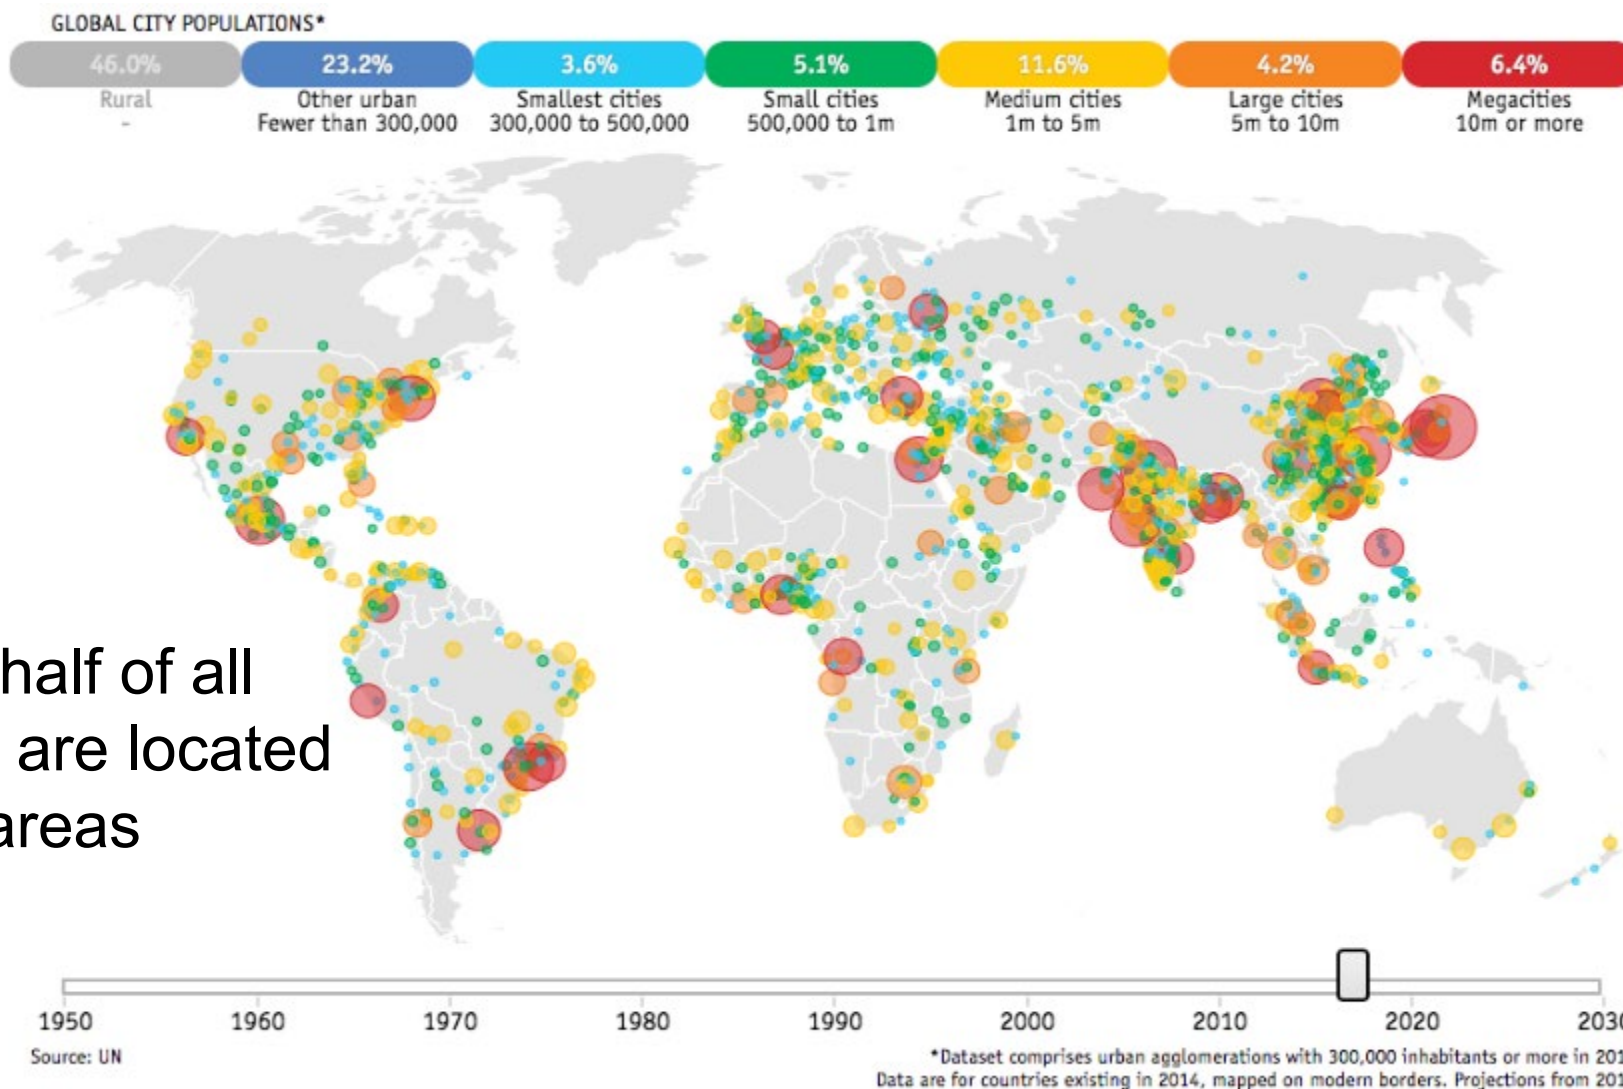 GLOBAL CITY POPULATIONS*
46.0% 23.2% 3.6% 5.1% 11.6% 4.2% 6.4%
Rural Other urban Smallest cities Small cities Medium cities Large cities Megacities
- Fewer than 300,000 300,000 to 500,000 500,000 to 1m 1m to 5m 5m to 10m 10m or more
half of all
are located
areas
1950 1960 1970 1980 1990 2000 2010 2020
Source: UN
*Dataset comprises urban agglomerations with 300,000 inhabitants or more in
Data are for countries existing in 2014, mapped on modern borders. Projections from